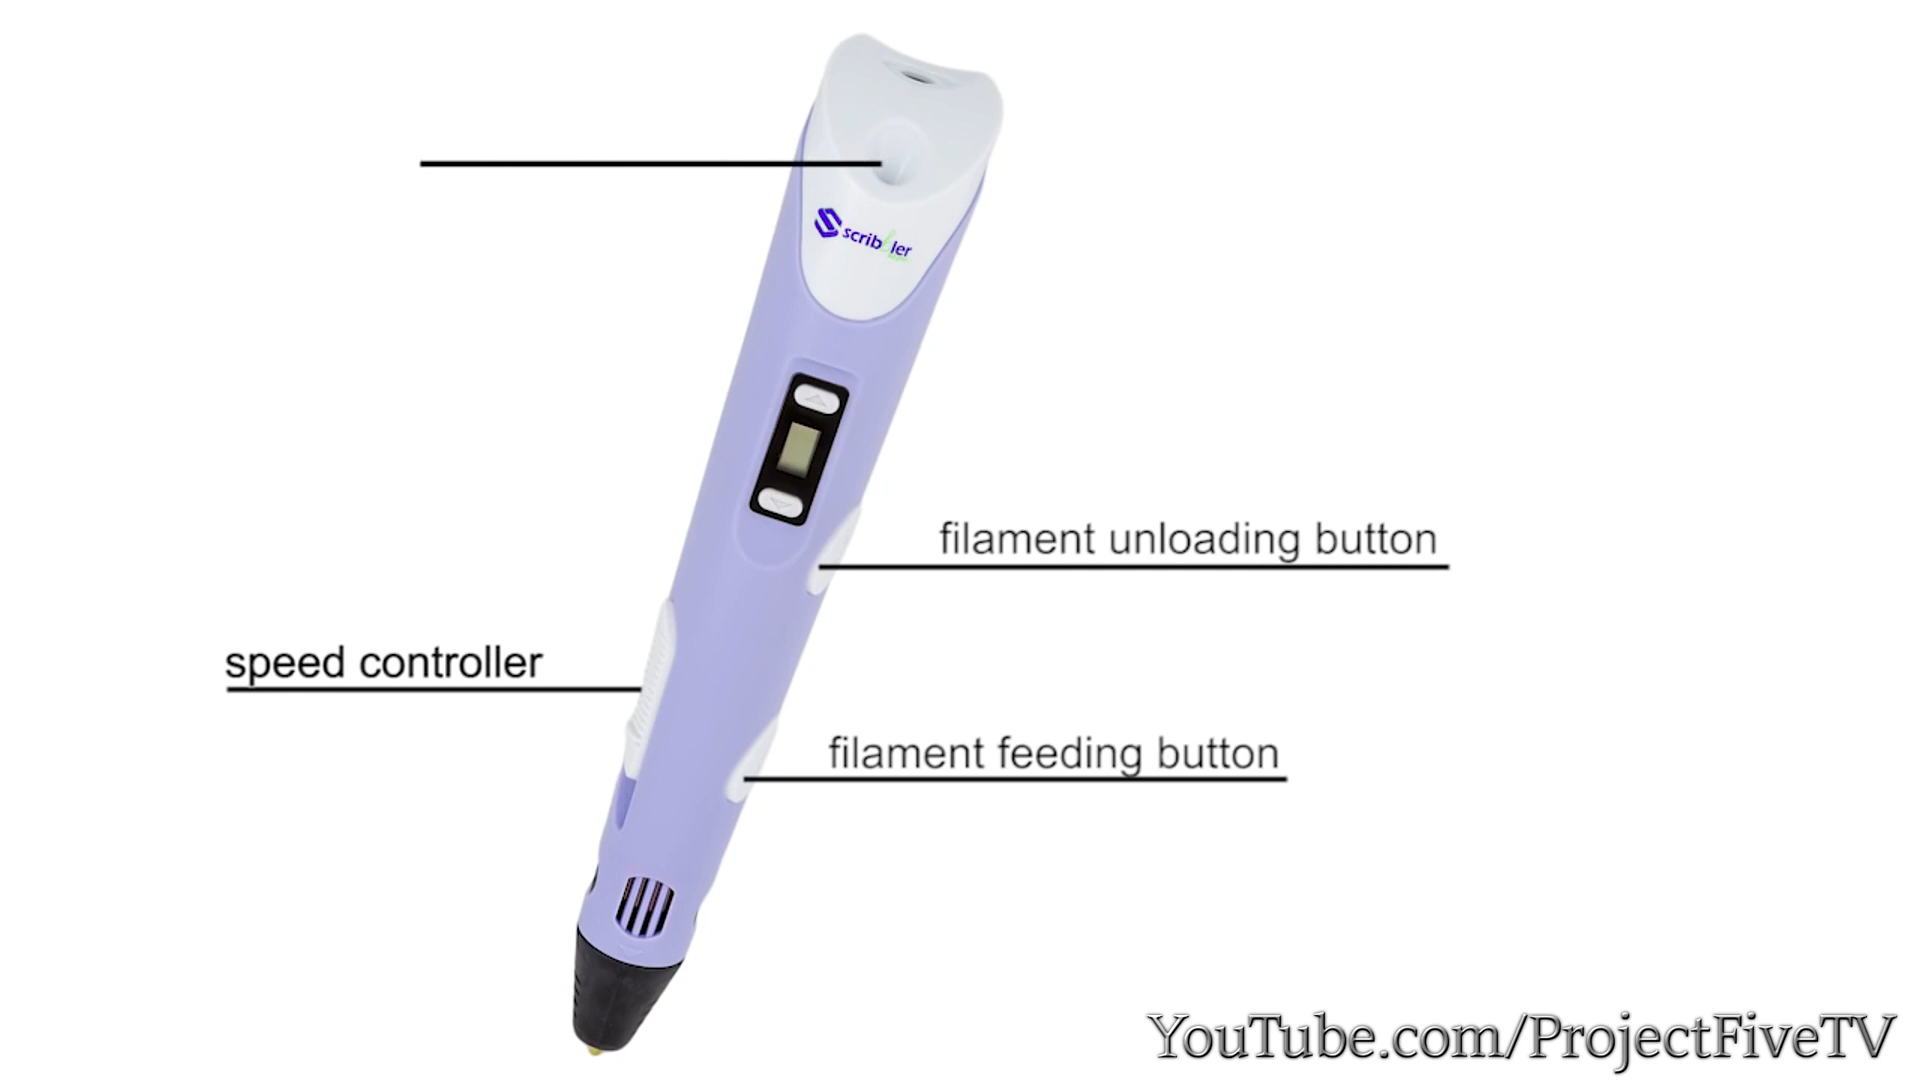 scribbler
filament unloading button
speed controller
filament feeding button
YouTube.com/ProjectFiveTV